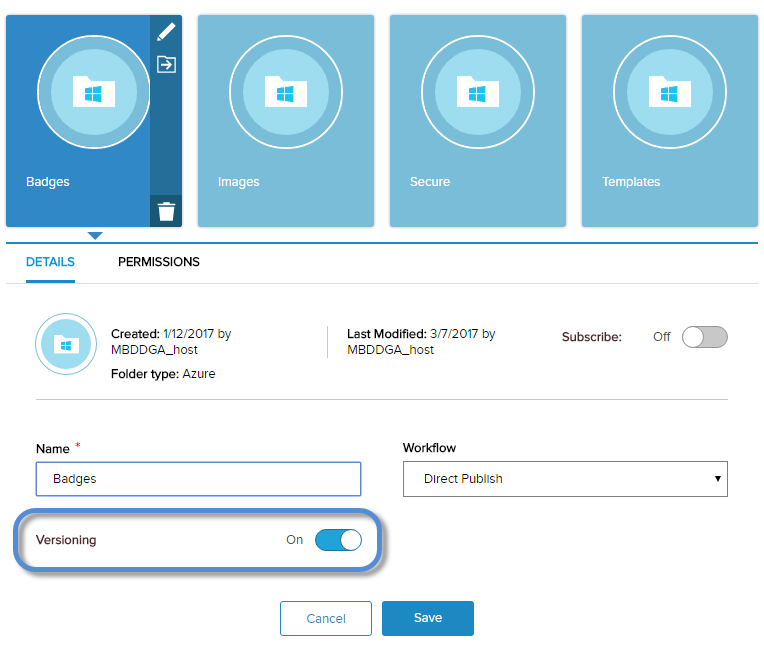 Badges
Images
Secure
Templates
DETAILS
PERMISSIONS
Created: 1/12/2017 by
MBDDGA_host
Folder type: Azure
Last Modified: 3/7/2017 by
MBDDGA_host
Subscribe:
Off
Name *
Badges
Workflow
Direct Publish
Versioning
On
Cancel
Save